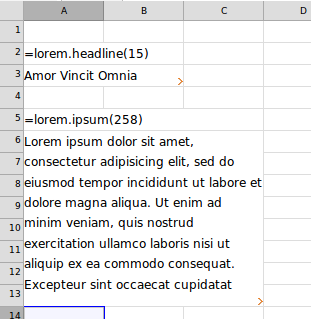 A B C D
1
2 =lorem.headline(15)
3 Amor Vincit Omnia
4
5 =lorem.ipsum(258)
6 Lorem ipsum dolor sit amet,
7 consectetur adipisicing elit, sed do
8 eiusmod tempor incididunt ut labore et
9 dolore magna aliqua. Ut enim ad
10 minim veniam, quis nostrud
11 exercitation ullamco laboris nisi ut
12 aliquip ex ea commodo consequat.
13 Excepteur sint occaecat cupidatat
14